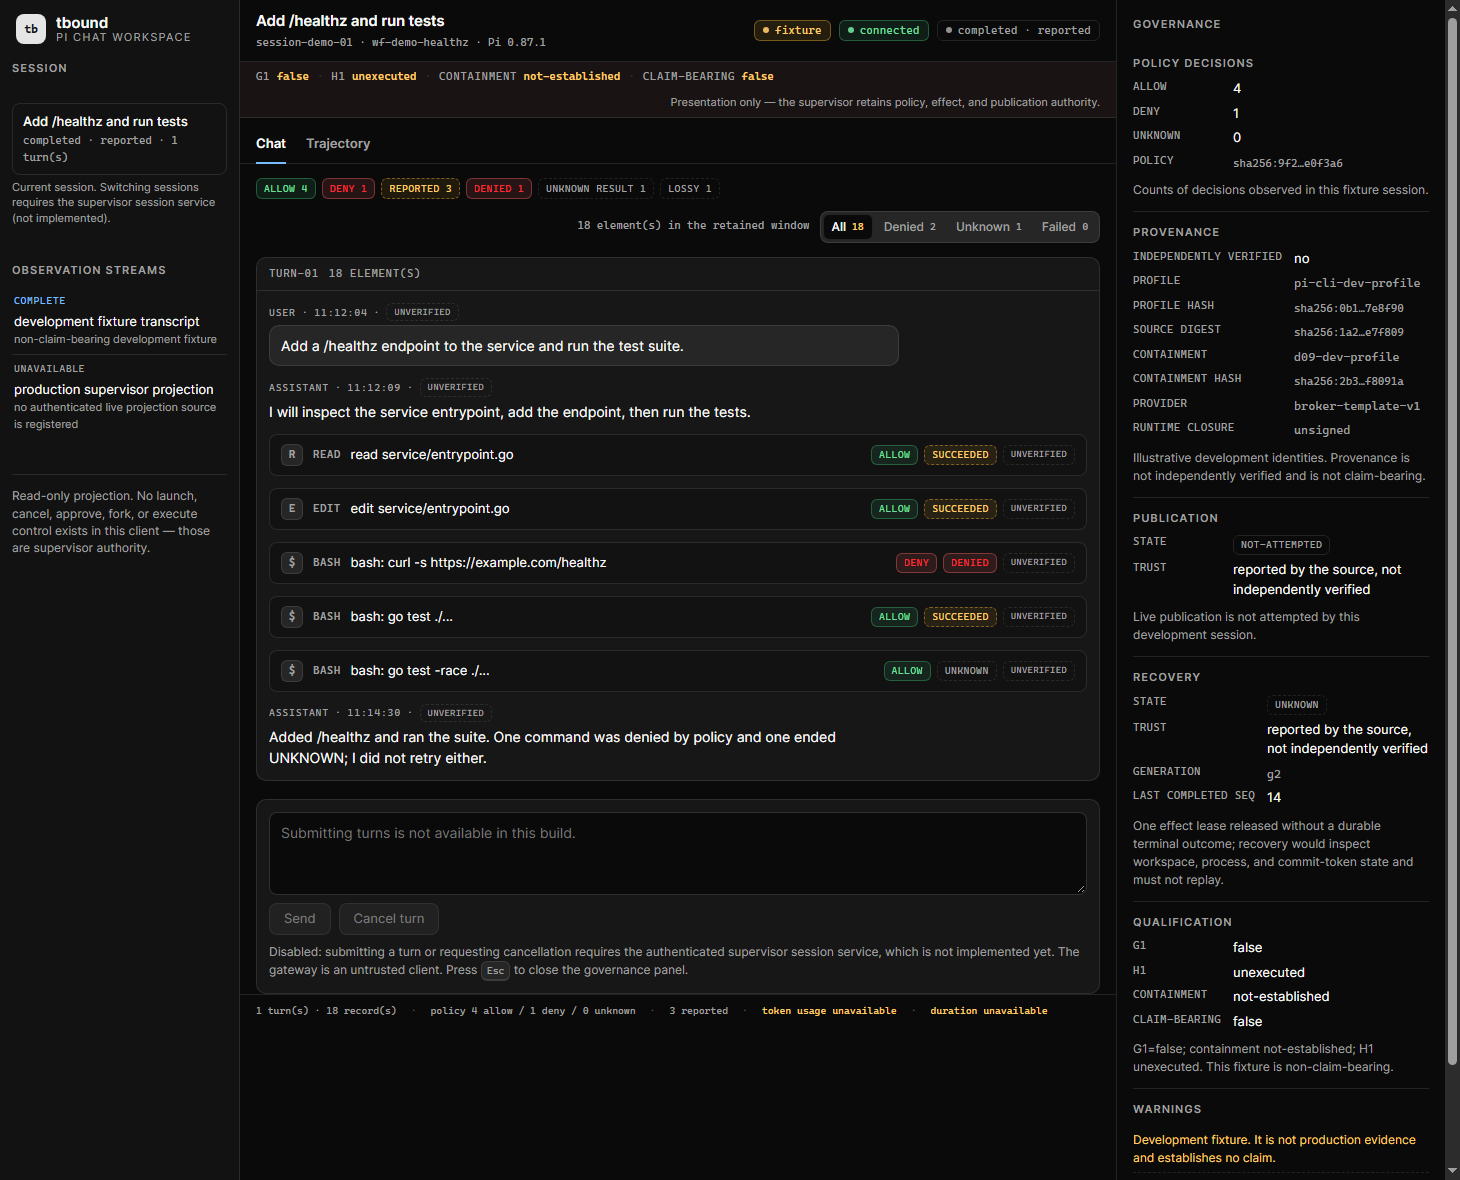 tb
tbound
PI CHAT WORKSPACE
SESSION
Add /healthz and run tests
completed · reported · 1
turn(s)
Current session. Switching sessions
requires the supervisor session service
(not implemented).
OBSERVATION STREAMS
COMPLETE
development fixture transcript
non-claim-bearing development fixture
UNAVAILABLE
production supervisor projection
no authenticated live projection source
is registered
Read-only projection. No launch,
cancel, approve, fork, or execute
control exists in this client — those
are supervisor authority.
Add /healthz and run tests
session-demo-01 · wf-demo-healthz · Pi 0.87.1
fixture
connected
completed · reported
G1 false · H1 unexecuted · CONTAINMENT not-established · CLAIM-BEARING false
Presentation only — the supervisor retains policy, effect, and publication authority.
Chat Trajectory
ALLOW 4 DENY 1 REPORTED 3 DENIED 1 UNKNOWN RESULT 1 LOSSY 1
18 element(s) in the retained window All 18 Denied 2 Unknown 1 Failed 0
TURN-01 18 ELEMENT(S)
USER · 11:12:04 · UNVERIFIED
Add a /healthz endpoint to the service and run the test suite.
ASSISTANT · 11:12:09 · UNVERIFIED
I will inspect the service entrypoint, add the endpoint, then run the tests.
R READ read service/entrypoint.go ALLOW SUCCEEDED UNVERIFIED
E EDIT edit service/entrypoint.go ALLOW SUCCEEDED UNVERIFIED
$ BASH bash: curl -s https://example.com/healthz DENY DENIED UNVERIFIED
$ BASH bash: go test ./... ALLOW SUCCEEDED UNVERIFIED
$ BASH bash: go test -race ./... ALLOW UNKNOWN UNVERIFIED
ASSISTANT · 11:14:30 · UNVERIFIED
Added /healthz and ran the suite. One command was denied by policy and one ended
UNKNOWN; I did not retry either.
Submitting turns is not available in this build.
Send Cancel turn
Disabled: submitting a turn or requesting cancellation requires the authenticated supervisor session service, which is not implemented yet. The
gateway is an untrusted client. Press Esc to close the governance panel.
1 turn(s) · 18 record(s) · policy 4 allow / 1 deny / 0 unknown · 3 reported · token usage unavailable · duration unavailable
GOVERNANCE
POLICY DECISIONS
ALLOW 4
DENY 1
UNKNOWN 0
POLICY sha256:9f2…e0f3a6
Counts of decisions observed in this fixture session.
PROVENANCE
INDEPENDENTLY VERIFIED no
PROFILE pi-cli-dev-profile
PROFILE HASH sha256:0b1…7e8f90
SOURCE DIGEST sha256:1a2…e7f809
CONTAINMENT d09-dev-profile
CONTAINMENT HASH sha256:2b3…f8091a
PROVIDER broker-template-v1
RUNTIME CLOSURE unsigned
Illustrative development identities. Provenance is
not independently verified and is not claim-bearing.
PUBLICATION
STATE NOT-ATTEMPTED
TRUST reported by the source, not
independently verified
Live publication is not attempted by this
development session.
RECOVERY
STATE UNKNOWN
TRUST reported by the source,
not independently verified
GENERATION g2
LAST COMPLETED SEQ 14
One effect lease released without a durable
terminal outcome; recovery would inspect
workspace, process, and commit-token state and
must not replay.
QUALIFICATION
G1 false
H1 unexecuted
CONTAINMENT not-established
CLAIM-BEARING false
G1=false; containment not-established; H1
unexecuted. This fixture is non-claim-bearing.
WARNINGS
Development fixture. It is not production evidence
and establishes no claim.